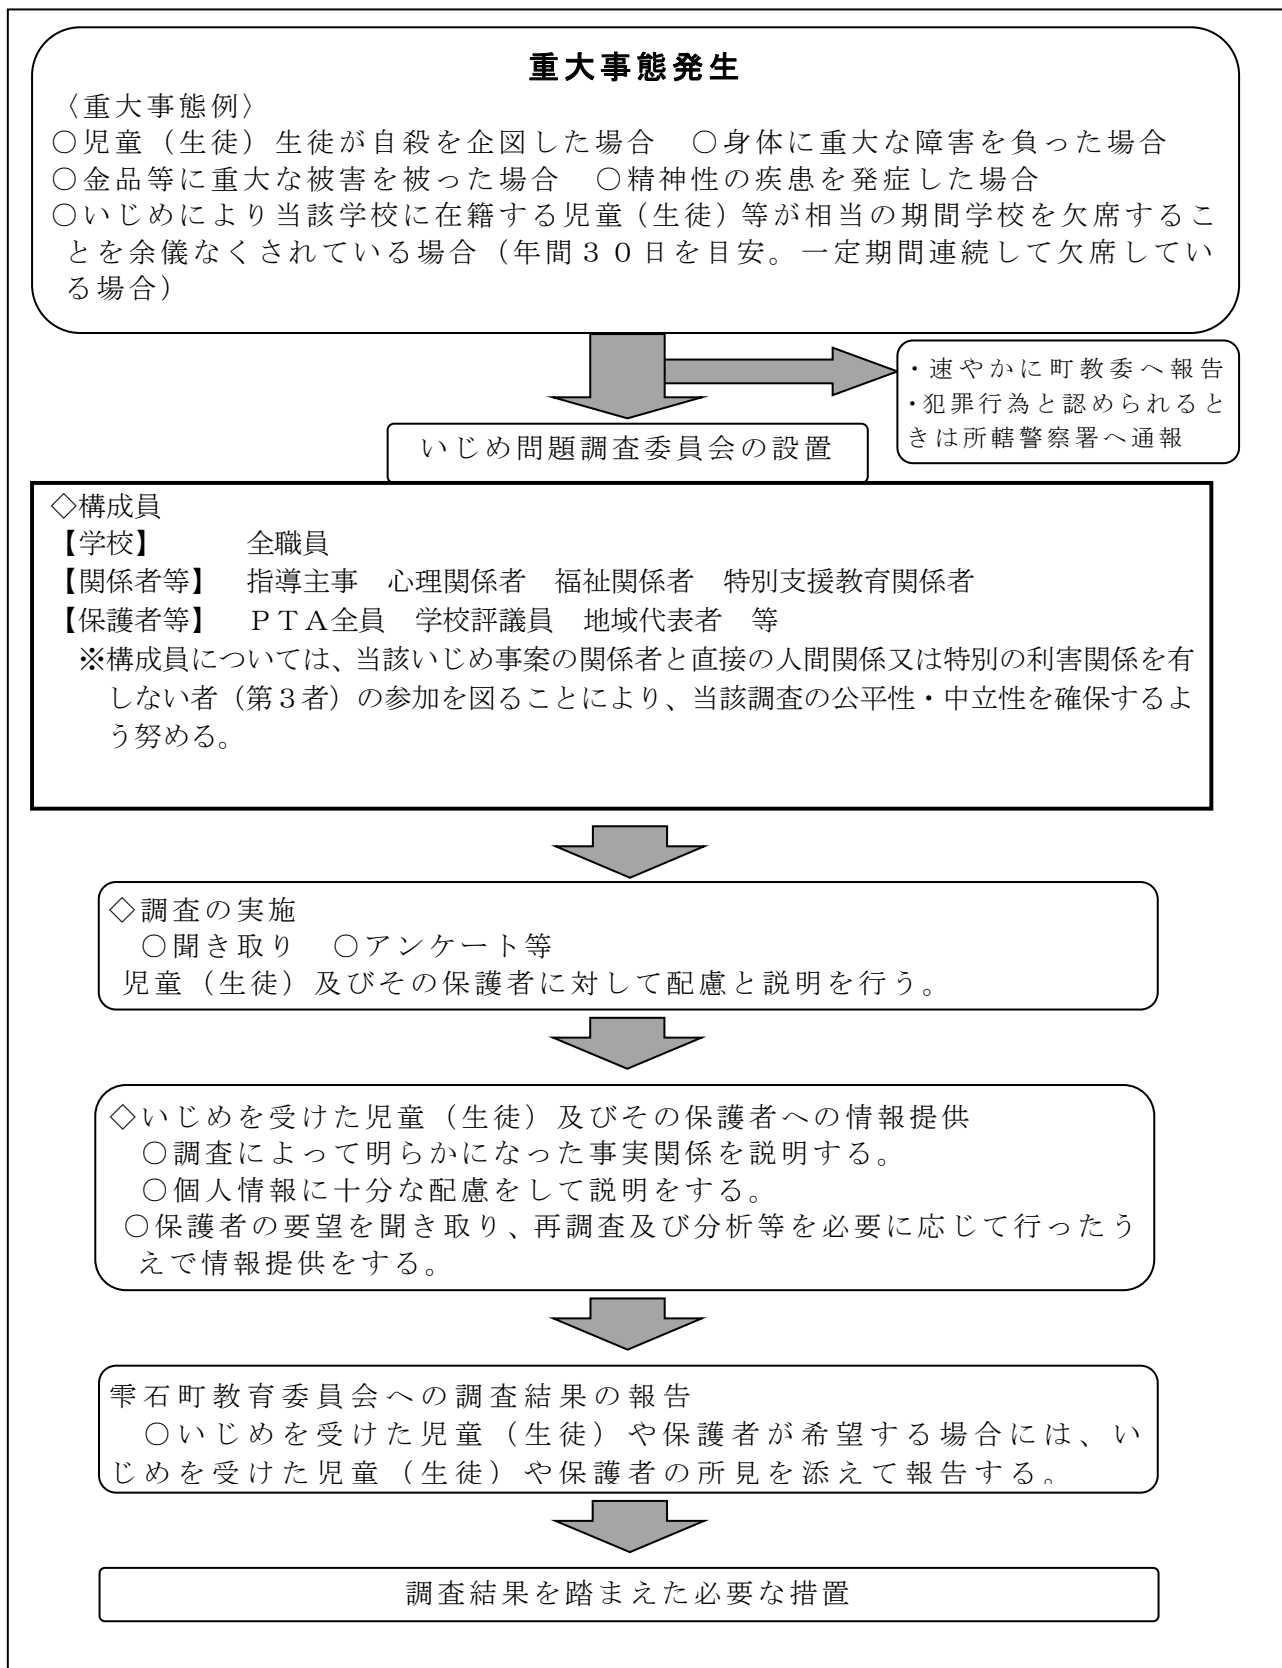 重大事態発生
〈重大事態例〉
○児童（生徒）生徒が自殺を企図した場合　○身体に重大な障害を負った場合
○金品等に重大な被害を被った場合　○精神性の疾患を発症した場合
○いじめにより当該学校に在籍する児童（生徒）等が相当の期間学校を欠席するこ
とを余儀なくされている場合（年間３０日を目安。一定期間連続して欠席してい
る場合）
・速やかに町教委へ報告
・犯罪行為と認められると
きは所轄警察署へ通報
いじめ問題調査委員会の設置
◇構成員
【学校】　　　全職員
【関係者等】　指導主事　心理関係者　福祉関係者　特別支援教育関係者
【保護者等】　ＰＴＡ全員　学校評議員　地域代表者　等
※構成員については、当該いじめ事案の関係者と直接の人間関係又は特別の利害関係を有
しない者（第３者）の参加を図ることにより、当該調査の公平性・中立性を確保するよ
う努める。
◇調査の実施
○聞き取り　○アンケート等
児童（生徒）及びその保護者に対して配慮と説明を行う。
◇いじめを受けた児童（生徒）及びその保護者への情報提供
○調査によって明らかになった事実関係を説明する。
○個人情報に十分な配慮をして説明をする。
○保護者の要望を聞き取り、再調査及び分析等を必要に応じて行ったう
えで情報提供をする。
雫石町教育委員会への調査結果の報告
○いじめを受けた児童（生徒）や保護者が希望する場合には、い
じめを受けた児童（生徒）や保護者の所見を添えて報告する。
調査結果を踏まえた必要な措置